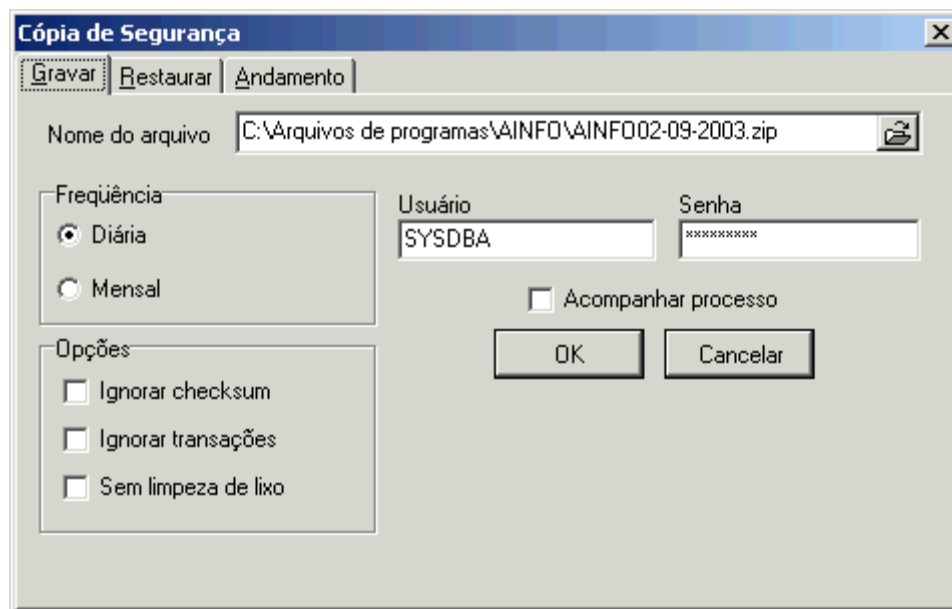 Cópia de Segurança
Gravar Restaurar Andamento
Nome do arquivo C:\Arquivos de programas\AINFO\AINFO02-09-2003.zip
Freqüência
Diária
Mensal
Usuário Senha
SYSDBA *********
Acompanhar processo
OK Cancelar
Opções
Ignorar checksum
Ignorar transações
Sem limpeza de lixo